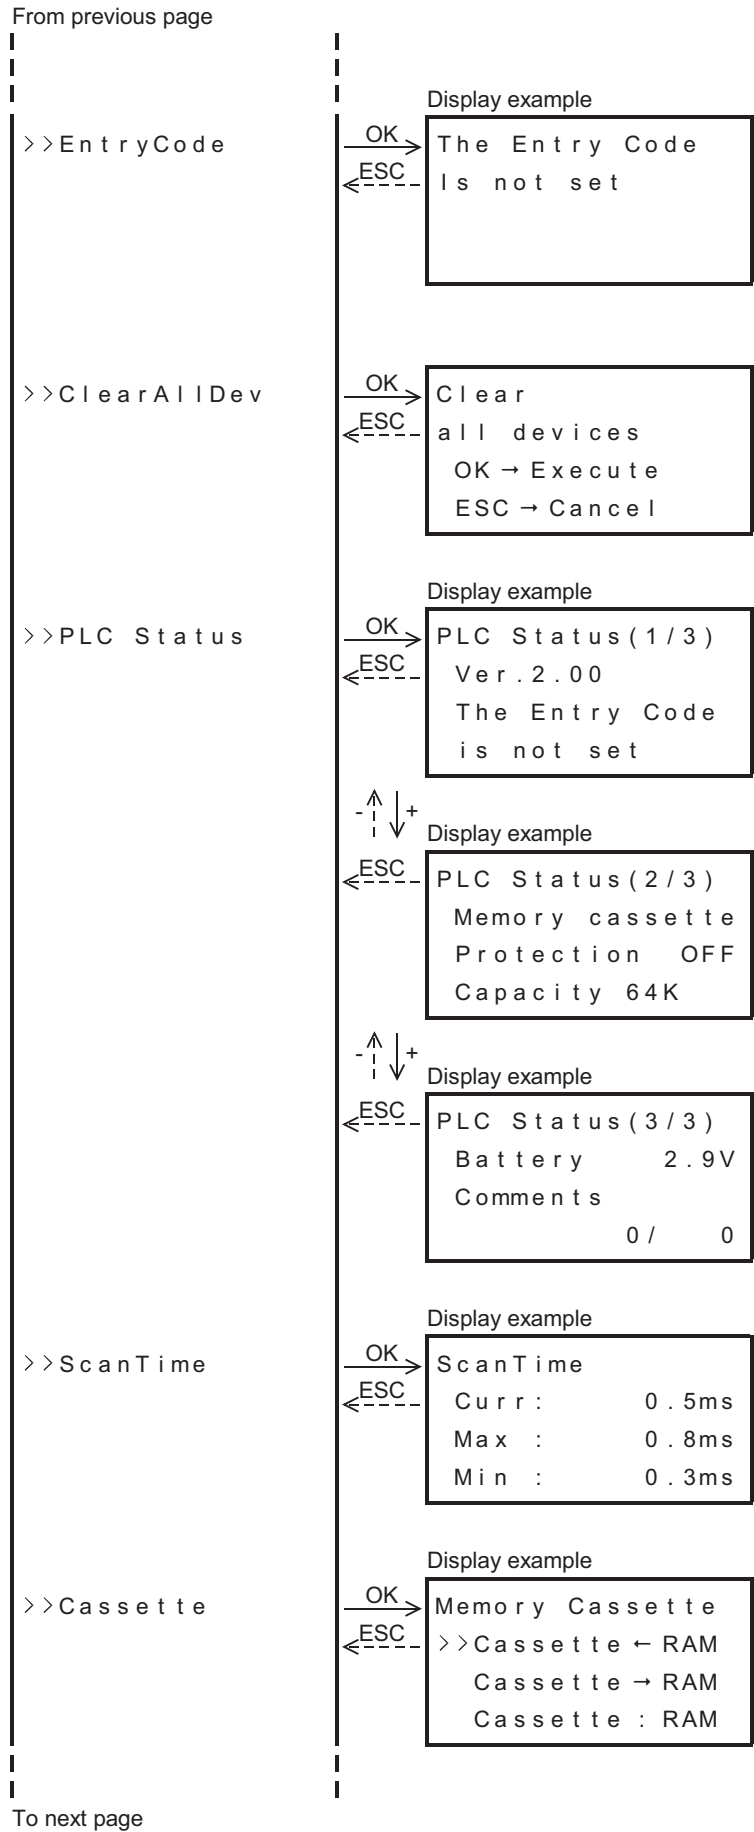 From previous page
Display example
>>EntryCode
OK
ESC
The Entry Code
Is not set
>>ClearAllDev
OK
ESC
Clear
all devices
OK→Execute
ESC→Cancel
Display example
>>PLC Status
OK
ESC
PLC Status(1/3)
Ver.2.00
The Entry Code
is not set
- +
Display example
ESC
PLC Status(2/3)
Memory cassette
Protection OFF
Capacity 64K
- +
Display example
ESC
PLC Status(3/3)
Battery 2.9V
Comments
0/ 0
Display example
>>ScanTime
OK
ESC
ScanTime
Curr: 0.5ms
Max : 0.8ms
Min : 0.3ms
Display example
>>Cassette
OK
ESC
Memory Cassette
>>Cassette←RAM
Cassette→RAM
Cassette:RAM
To next page